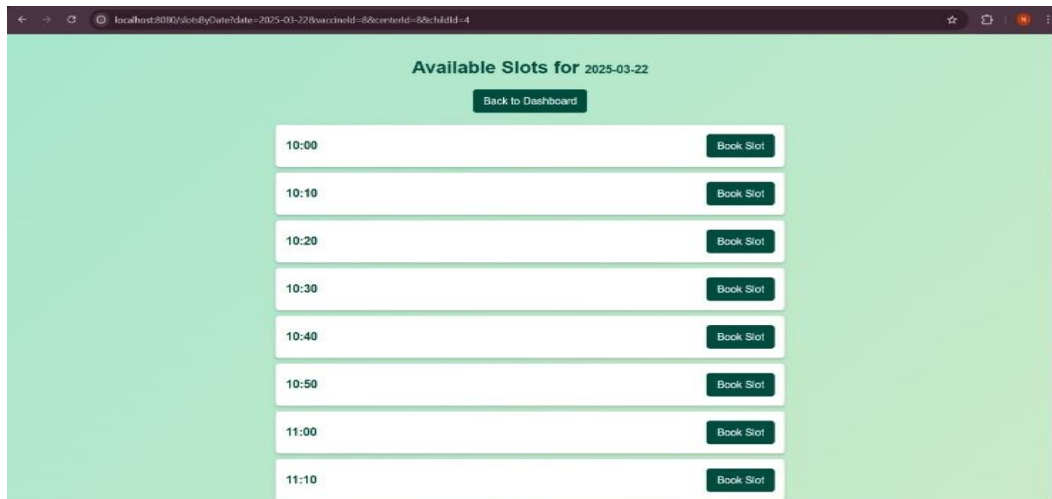 localhost:8080/slotsByDate?date=2025-03-22&vaccineId=8&centerId=8&childId=4
N
Available Slots for 2025-03-22
Back to Dashboard
10:00 Book Slot
10:10 Book Slot
10:20 Book Slot
10:30 Book Slot
10:40 Book Slot
10:50 Book Slot
11:00 Book Slot
11:10 Book Slot